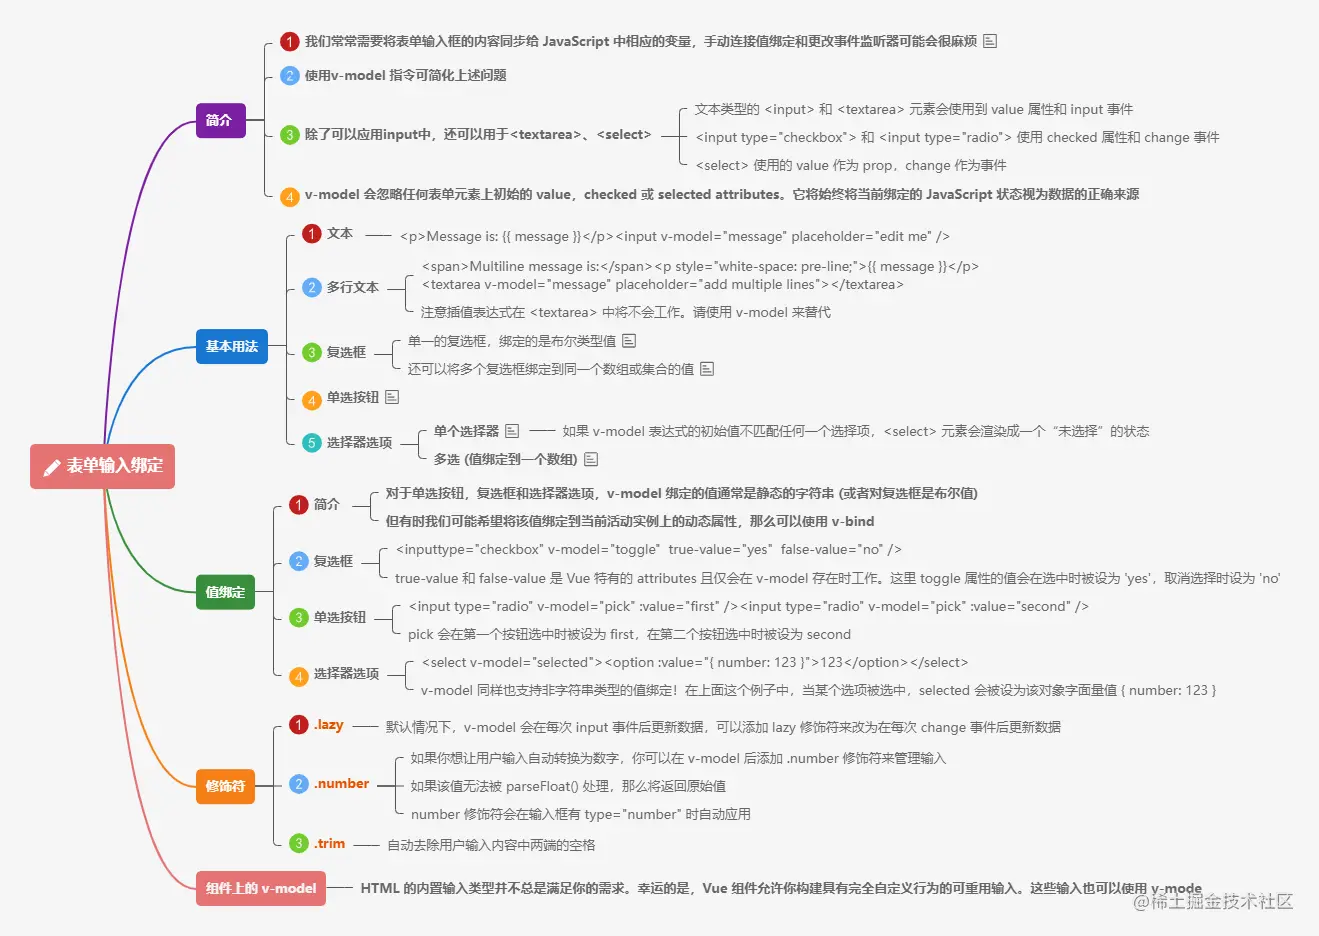 表单输入绑定
简介
1 我们常常需要将表单输入框的内容同步给 JavaScript 中相应的变量，手动连接值绑定和更改事件监听器可能会很麻烦
2 使用v-model 指令可简化上述问题
3 除了可以应用input中，还可以用于<textarea>、<select>
文本类型的 <input> 和 <textarea> 元素会使用到 value 属性和 input 事件
<input type="checkbox"> 和 <input type="radio"> 使用 checked 属性和 change 事件
<select> 使用的 value 作为 prop，change 作为事件
4 v-model 会忽略任何表单元素上初始的 value，checked 或 selected attributes。它将始终将当前绑定的 JavaScript 状态视为数据的正确来源
基本用法
1 文本
<p>Message is: {{ message }}</p><input v-model="message" placeholder="edit me" />
2 多行文本
<span>Multiline message is:</span><p style="white-space: pre-line;">{{ message }}</p>
<textarea v-model="message" placeholder="add multiple lines"></textarea>
注意插值表达式在 <textarea> 中将不会工作。请使用 v-model 来替代
3 复选框
单一的复选框，绑定的是布尔类型值
还可以将多个复选框绑定到同一个数组或集合的值
4 单选按钮
5 选择器选项
单个选择器
如果 v-model 表达式的初始值不匹配任何一个选择项，<select> 元素会渲染成一个“未选择”的状态
多选 (值绑定到一个数组)
值绑定
1 简介
对于单选按钮，复选框和选择器选项，v-model 绑定的值通常是静态的字符串 (或者对复选框是布尔值)
但有时我们可能希望将该值绑定到当前活动实例上的动态属性，那么可以使用 v-bind
2 复选框
<inputtype="checkbox" v-model="toggle"  true-value="yes"  false-value="no" />
true-value 和 false-value 是 Vue 特有的 attributes 且仅会在 v-model 存在时工作。这里 toggle 属性的值会在选中时被设为 'yes'，取消选择时设为 'no'
3 单选按钮
<input type="radio" v-model="pick" :value="first" /><input type="radio" v-model="pick" :value="second" />
pick 会在第一个按钮选中时被设为 first，在第二个按钮选中时被设为 second
4 选择器选项
<select v-model="selected"><option :value="{ number: 123 }">123</option></select>
v-model 同样也支持非字符串类型的值绑定！在上面这个例子中，当某个选项被选中，selected 会被设为该对象字面量值 { number: 123 }
修饰符
1 .lazy
默认情况下，v-model 会在每次 input 事件后更新数据，可以添加 lazy 修饰符来改为在每次 change 事件后更新数据
2 .number
如果你想让用户输入自动转换为数字，你可以在 v-model 后添加 .number 修饰符来管理输入
如果该值无法被 parseFloat() 处理，那么将返回原始值
number 修饰符会在输入框有 type="number" 时自动应用
3 .trim
自动去除用户输入内容中两端的空格
组件上的 v-model
HTML 的内置输入类型并不总是满足你的需求。幸运的是，Vue 组件允许你构建具有完全自定义行为的可重用输入。这些输入也可以使用 v-mode
@稀土掘金技术社区